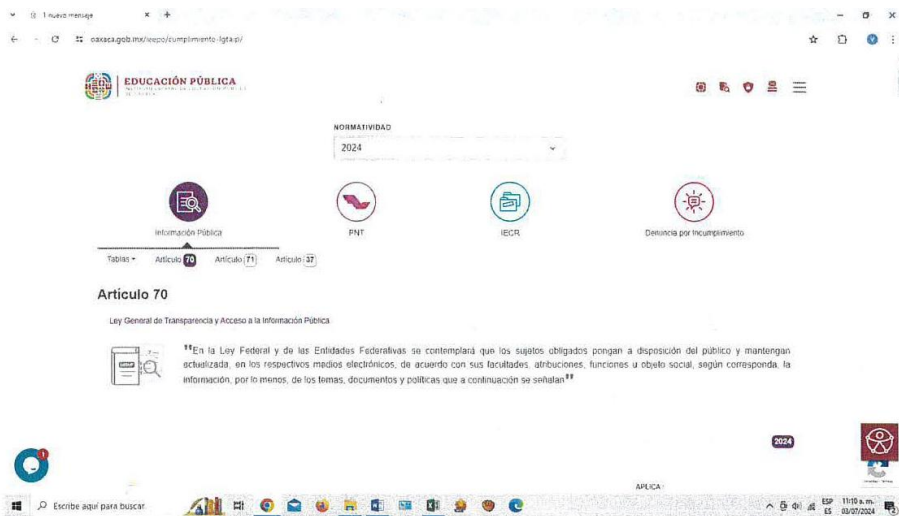 1 nuevo mensaje
oaxaca.gob.mx/ieepo/cumplimiento-lgtaip/
EDUCACIÓN PÚBLICA
NORMATIVIDAD
2024
Información Pública
PNT
IECR
Denuncia por Incumplimiento
Tablas
Artículo 70
Artículo 71
Artículo 37
Artículo 70
Ley General de Transparencia y Acceso a la Información Pública
"En la Ley Federal y de las Entidades Federativas se contemplará que los sujetos obligados pongan a disposición del público y mantengan
actualizada, en los respectivos medios electrónicos, de acuerdo con sus facultades, atribuciones, funciones u objeto social, según corresponda, la
información, por lo menos, de los temas, documentos y políticas que a continuación se señalan"
2024
1
APLICA
Escribe aquí para buscar
ESP
ES
11:10 a. m.
03/07/2024
2